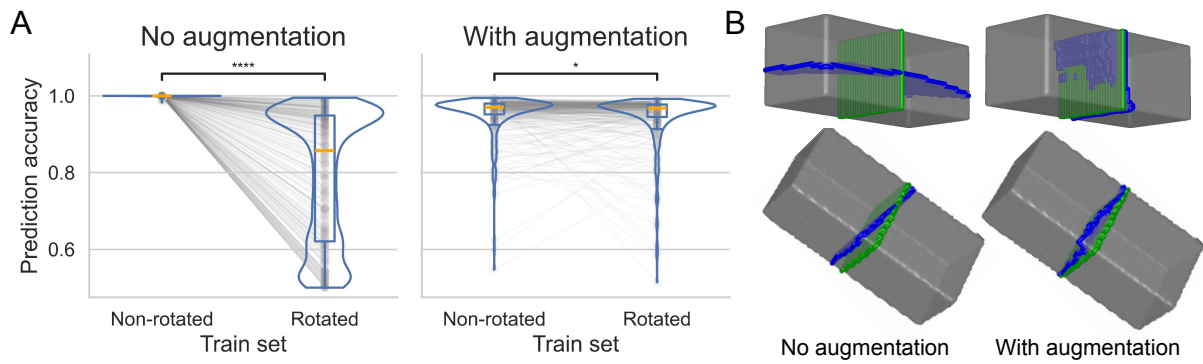 A
No augmentation
With augmentation
B
****
*
Prediction accuracy
1.0
0.8
0.6
Non-rotated
Rotated
Non-rotated
Rotated
Train set
Train set
No augmentation
With augmentation